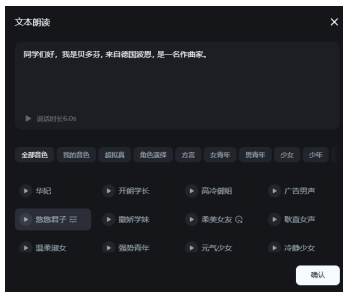 文本朗读
同学们好，我是贝多芬，来自德国波恩，是一名作曲家。
说话时长6.0s
全部音色 我的音色 超拟真 角色演绎 方言 女青年 男青年 少女 少年
华妃 开朗学长 高冷御姐 广告男声
悠悠君子 撒娇学妹 柔美女友 耿直女声
温柔淑女 强势青年 元气少女 冷静少女
确认